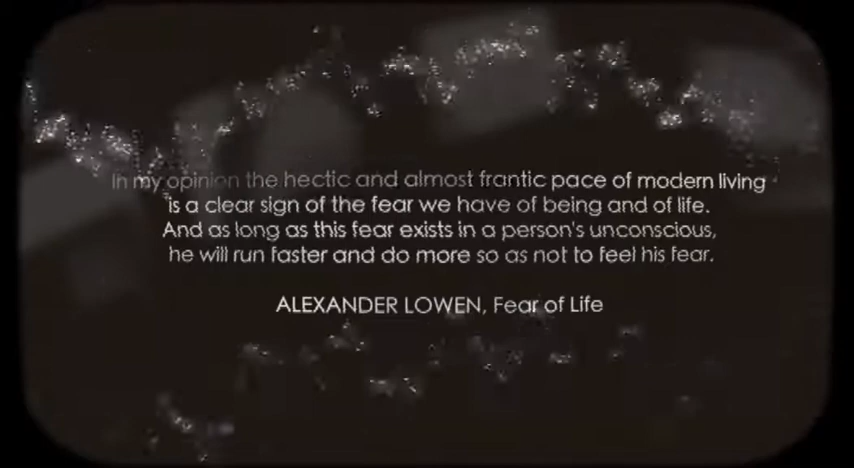 In my opinion the hectic and almost frantic pace of modern living
is a clear sign of the fear we have of being and of life.
And as long as this fear exists in a person's unconscious,
he will run faster and do more so as not to feel his fear.
ALEXANDER LOWEN, Fear of Life